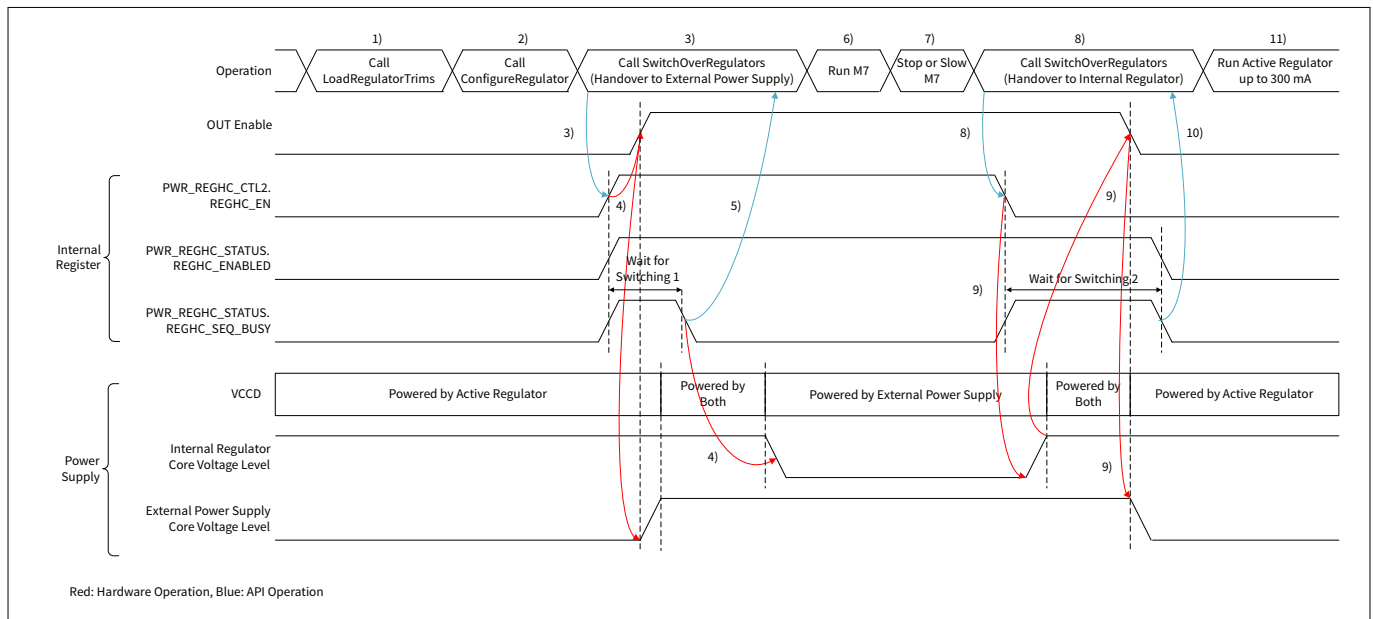 1)
2)
3)
6)
7)
8)
11)
Operation
Call
LoadRegulatorTrims
Call
ConfigureRegulator
Call SwitchOverRegulators
(Handover to External Power Supply)
Run M7
Stop or Slow
M7
Call SwitchOverRegulators
(Handover to Internal Regulator)
Run Active Regulator
up to 300 mA
OUT Enable
3)
8)
10)
Internal
Register
PWR_REGHC_CTL2.
REGHC_EN
4)
5)
9)
PWR_REGHC_STATUS.
REGHC_ENABLED
Wait for
Switching 1
9)
Wait for Switching 2
PWR_REGHC_STATUS.
REGHC_SEQ_BUSY
VCCD
Powered by Active Regulator
Powered by
Both
Powered by External Power Supply
Powered by
Both
Powered by Active Regulator
Power
Supply
Internal Regulator
Core Voltage Level
4)
9)
External Power Supply
Core Voltage Level
Red: Hardware Operation, Blue: API Operation